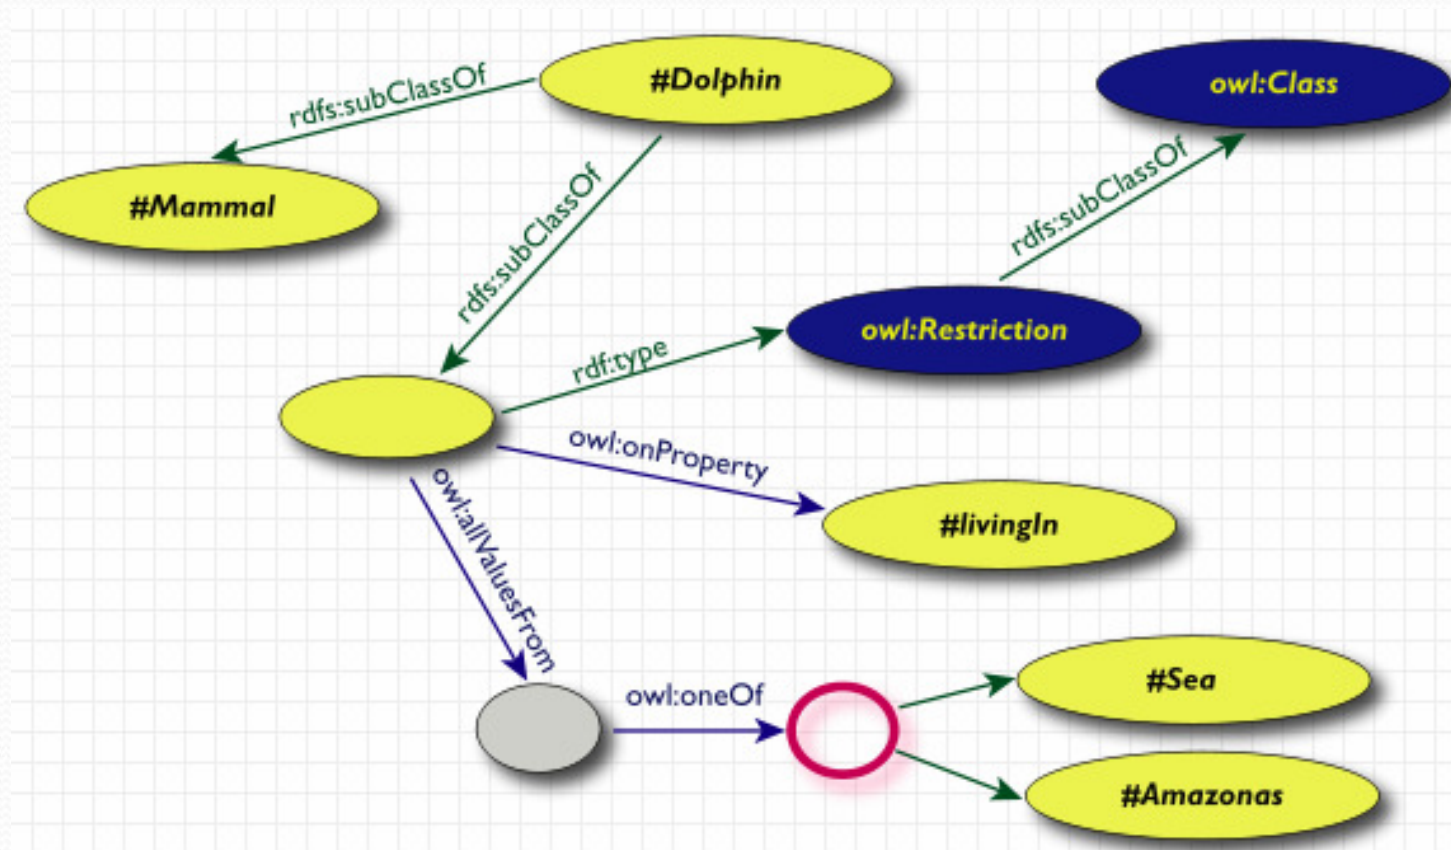 #Dolphin
owl:Class
rdfs:subClassOf
#Mammal
rdfs:subClassOf
rdfs:subClassOf
owl:Restriction
rdf:type
owl:onProperty
#livingIn
owl:allValuesFrom
owl:oneOf
#Sea
#Amazonas